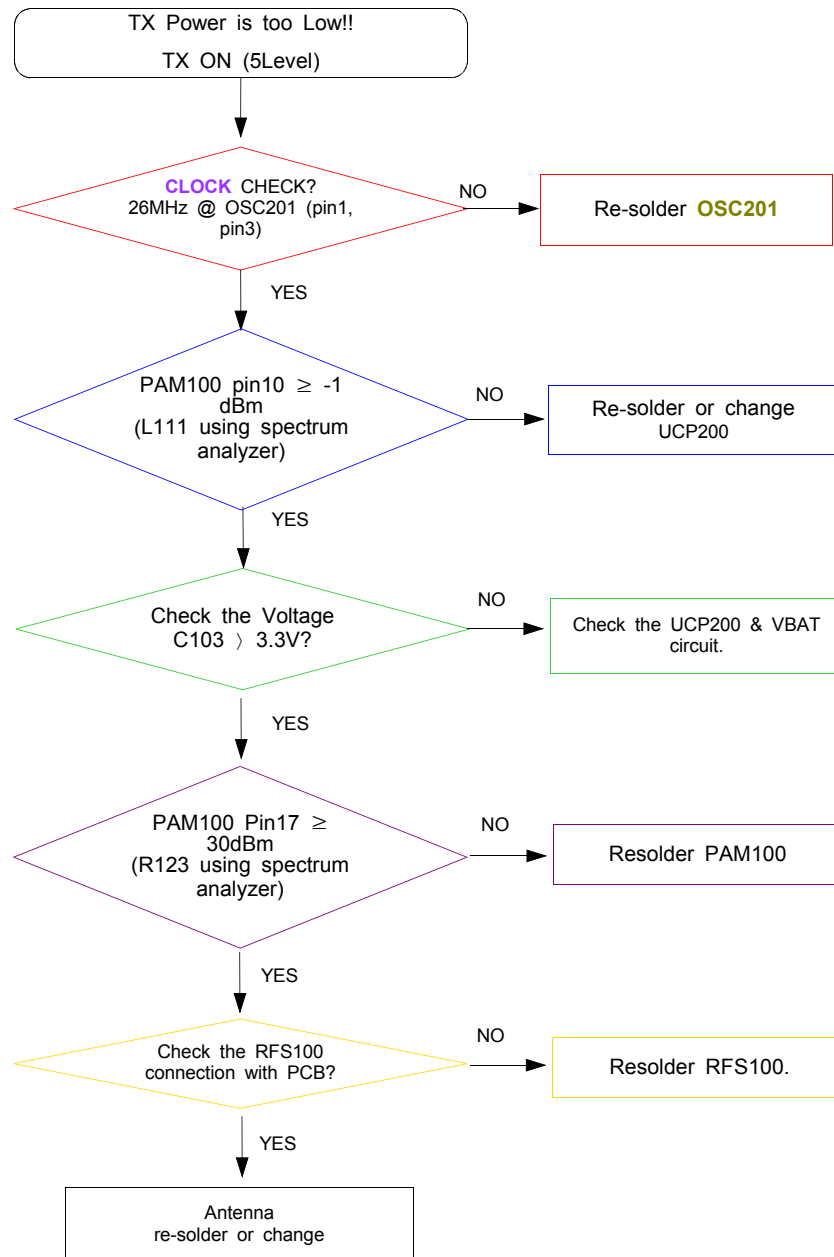 TX Power is too Low!!
TX ON (5Level)
CLOCK CHECK?
26MHz @ OSC201 (pin1,
pin3)
NO
Re-solder OSC201
YES
PAM100 pin10 ≥ -1
dBm
(L111 using spectrum
analyzer)
NO
Re-solder or change
UCP200
YES
Check the Voltage
C103 〉 3.3V?
NO
Check the UCP200 & VBAT
circuit.
YES
PAM100 Pin17 ≥
30dBm
(R123 using spectrum
analyzer)
NO
Resolder PAM100
YES
Check the RFS100
connection with PCB?
NO
Resolder RFS100.
YES
Antenna
re-solder or change